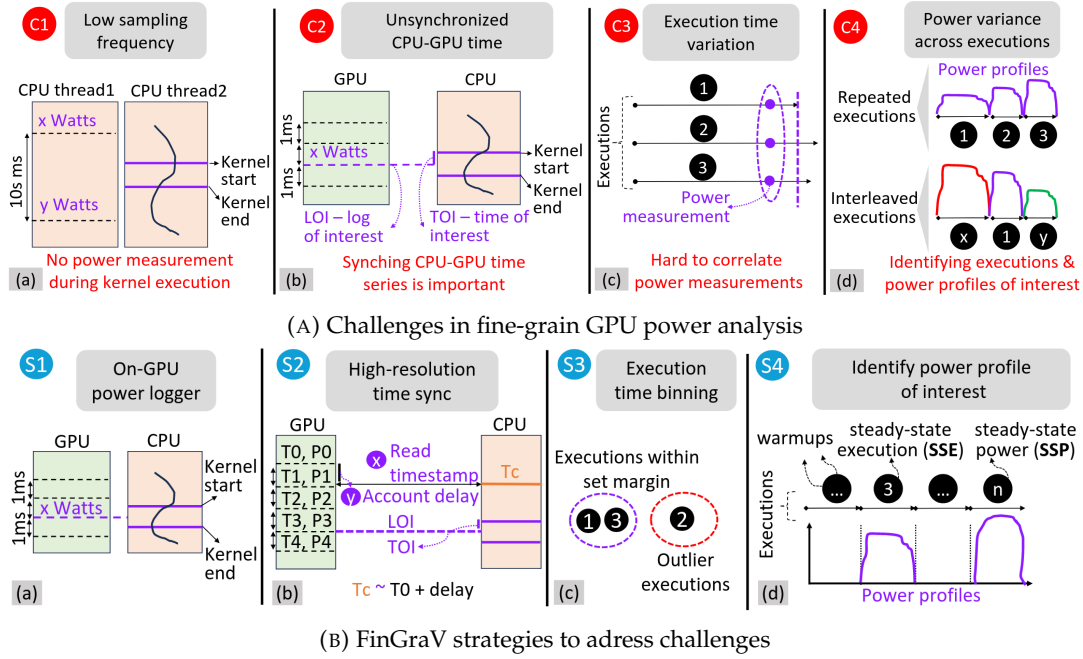 C1
Low sampling
frequency
CPU thread1
CPU thread2
x Watts
10s ms
y Watts
Kernel
start
Kernel
end
(a)
No power measurement
during kernel execution
C2
Unsynchronized
CPU-GPU time
GPU
CPU
1ms
x Watts
1ms
Kernel
start
Kernel
end
LOI – log
of interest
TOI – time of
interest
(b)
Synching CPU-GPU time
series is important
C3
Execution time
variation
Executions
1
2
3
Power
measurement
(c)
Hard to correlate
power measurements
C4
Power variance
across executions
Power profiles
Repeated
executions
1
2
3
Interleaved
executions
x
1
y
(d)
Identifying executions &
power profiles of interest
(A) Challenges in fine-grain GPU power analysis
S1
On-GPU
power logger
GPU
CPU
1ms
x Watts
1ms
Kernel
start
Kernel
end
(a)
S2
High-resolution
time sync
GPU
CPU
T0, P0
T1, P1
T2, P2
T3, P3
T4, P4
x
Read
timestamp
y
Account delay
Tc
LOI
TOI
(b)
Tc ~ T0 + delay
S3
Execution
time binning
Executions within
set margin
1
3
2
Outlier
executions
(c)
S4
Identify power profile
of interest
warmups
steady-state
execution (SSE)
steady-state
power (SSP)
Executions
...
3
...
n
(d)
Power profiles
(B) FinGraV strategies to adress challenges